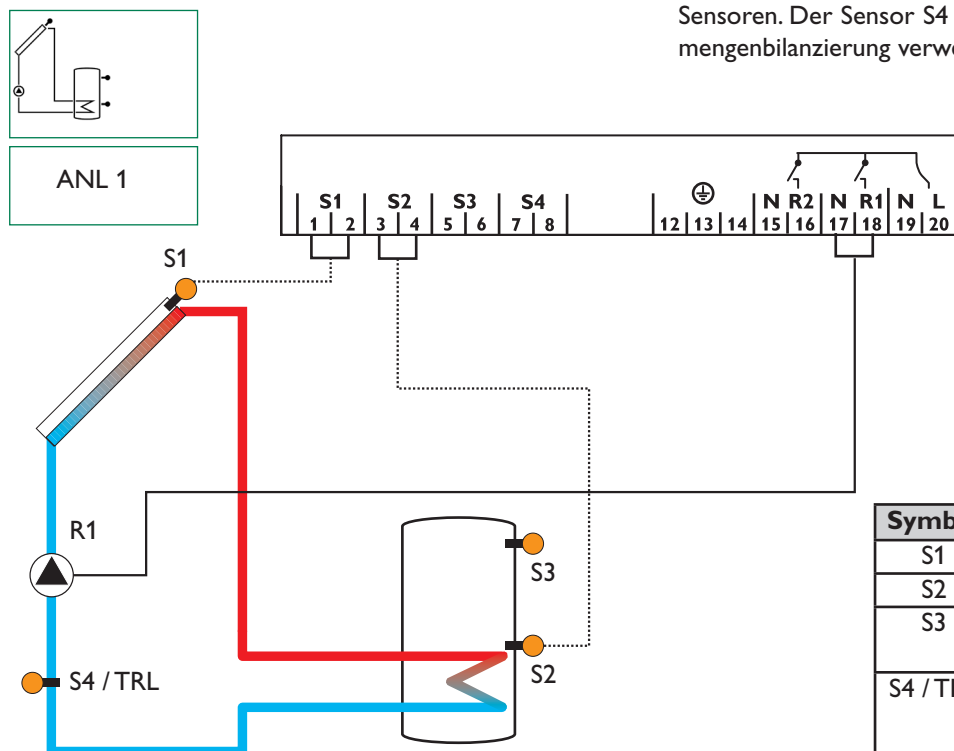 Sensoren. Der Sensor S4
mengenbilanzierung
ANL 1
S1 S2 S3 S4 N R2 N R1 N L
1 2 3 4 5 6 7 8 12 13 14 15 16 17 18 19 20
S1
R1
S3
S2
S4 / TRL
S1
S2
S3
S4